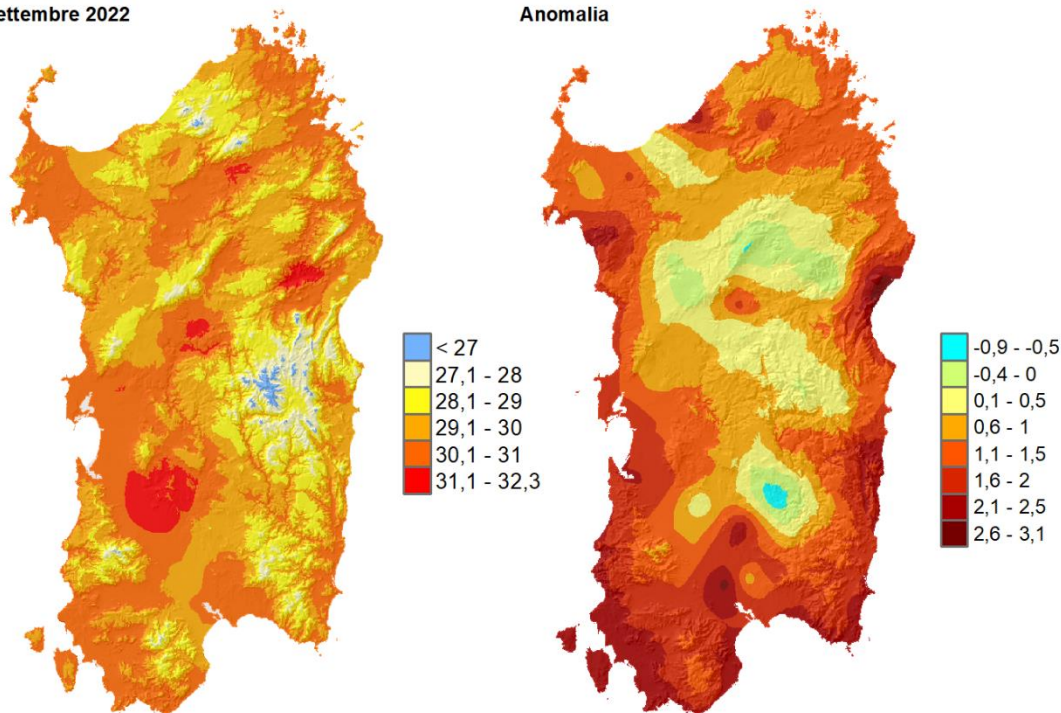 ettembre 2022
Anomalia
< 27
27,1 - 28
28,1 - 29
29,1 - 30
30,1 - 31
31,1 - 32,3
-0,9 - -0,5
-0,4 - 0
0,1 - 0,5
0,6 - 1
1,1 - 1,5
1,6 - 2
2,1 - 2,5
2,6 - 3,1